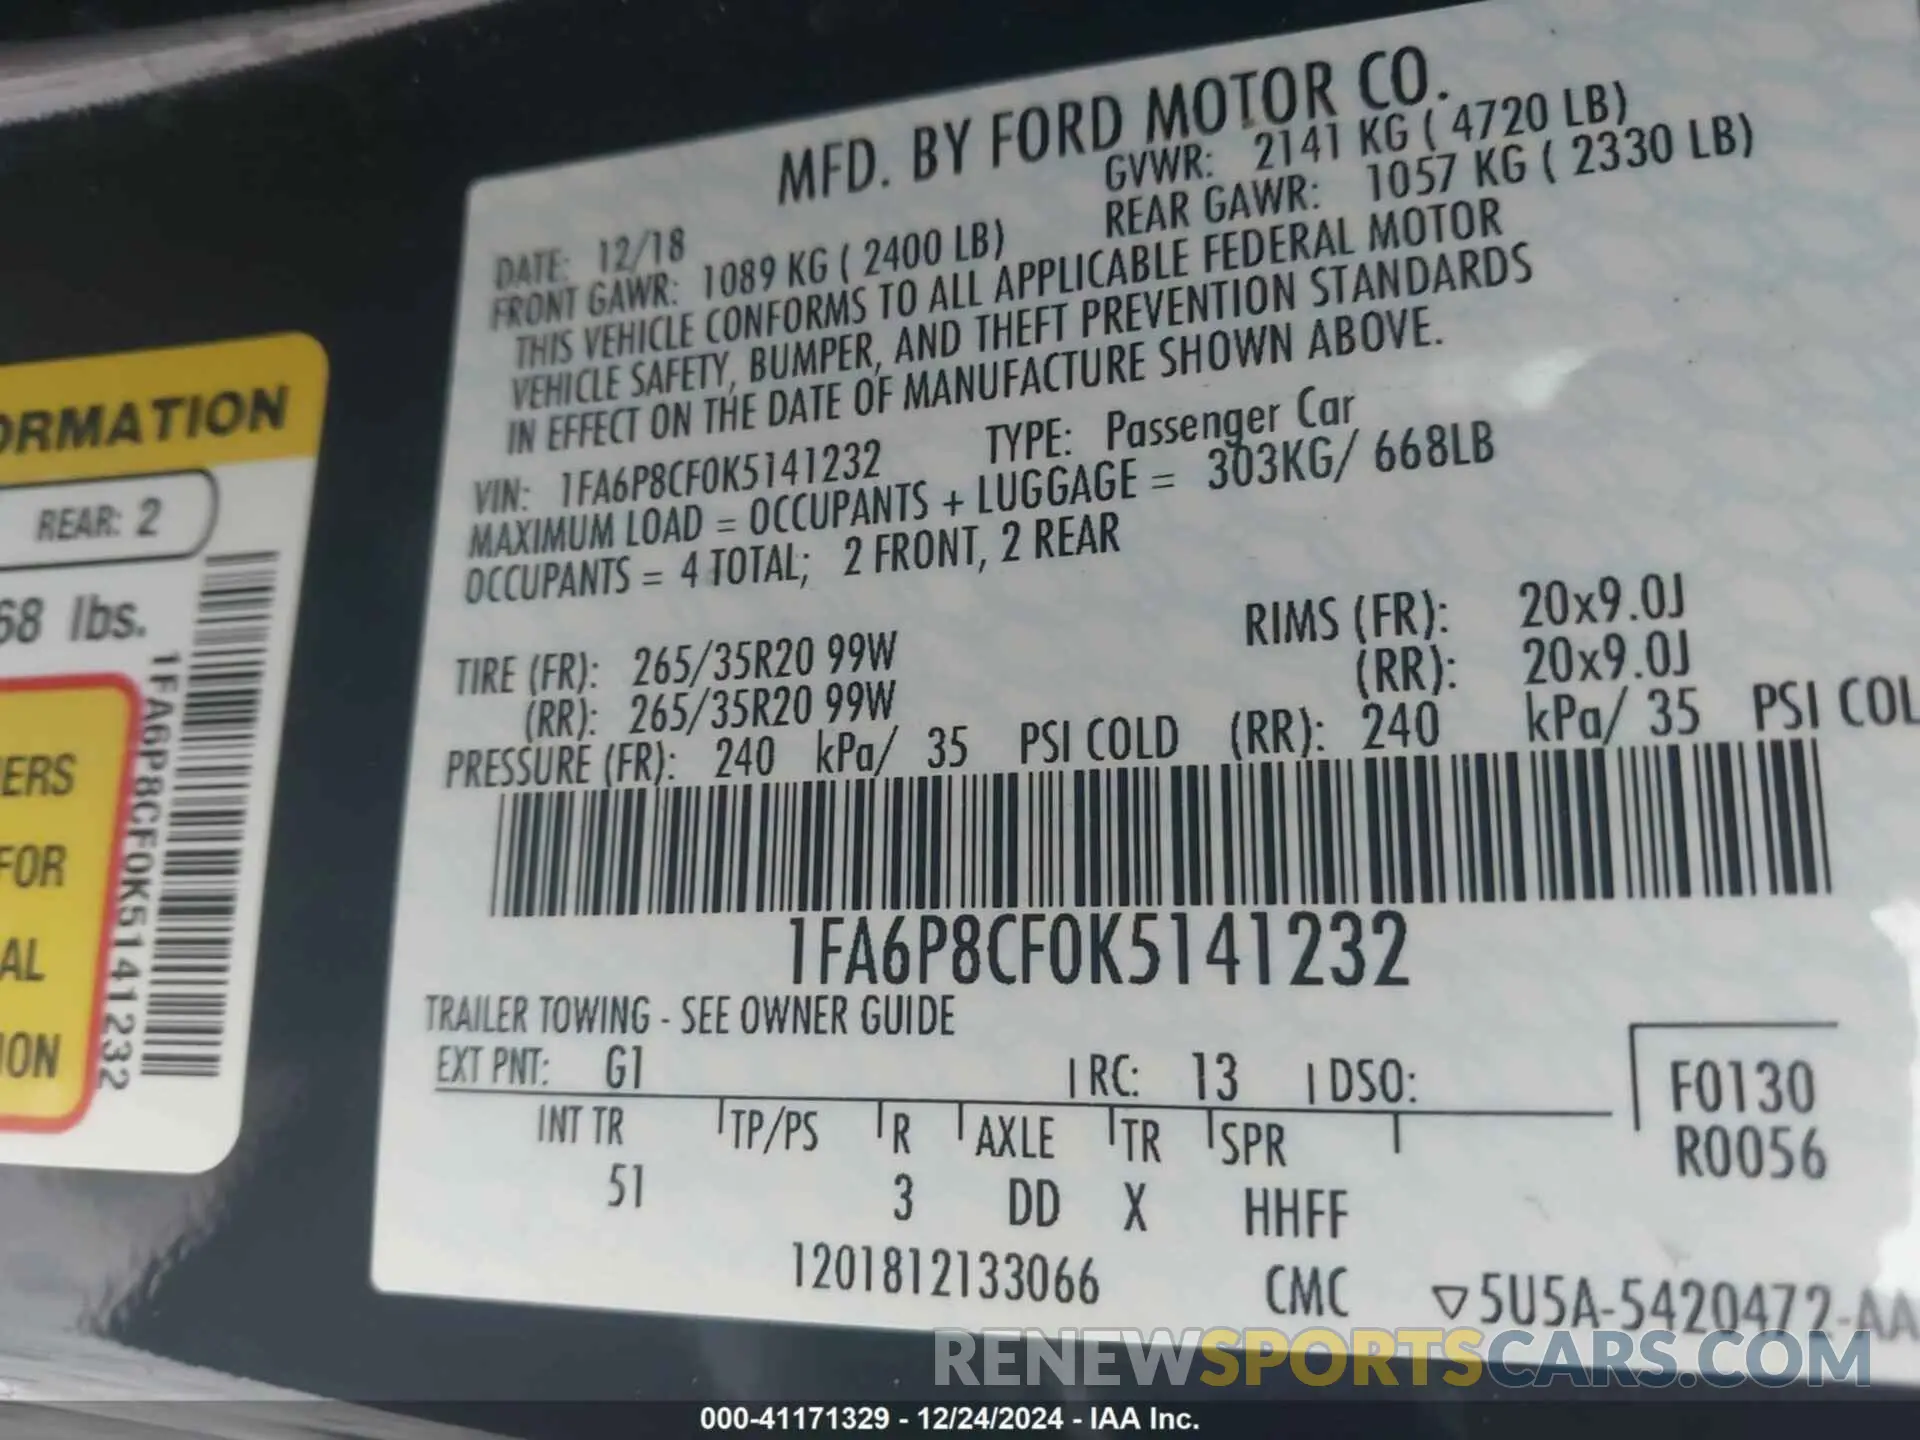 MFD. BY FORD MOTOR CO.
DATE: 12/18 GVWR: 2141 KG ( 4720 LB)
FRONT GAWR: 1089 KG ( 2400 LB) REAR GAWR: 1057 KG ( 2330 LB)
THIS VEHICLE CONFORMS TO ALL APPLICABLE FEDERAL MOTOR
VEHICLE SAFETY, BUMPER, AND THEFT PREVENTION STANDARDS
IN EFFECT ON THE DATE OF MANUFACTURE SHOWN ABOVE.
VIN: 1FA6P8CF0K5141232 TYPE: Passenger Car
MAXIMUM LOAD = OCCUPANTS + LUGGAGE = 303KG/ 668LB
OCCUPANTS = 4 TOTAL; 2 FRONT, 2 REAR
TIRE (FR): 265/35R20 99W RIMS (FR): 20x9.0J
(RR): 265/35R20 99W (RR): 20x9.0J
PRESSURE (FR): 240 kPa/ 35 PSI COLD (RR): 240 kPa/ 35 PSI COL
1FA6P8CF0K5141232
TRAILER TOWING - SEE OWNER GUIDE
EXT PNT: G1 RC: 13 DSO:
F0130
R0056
INT TR TP/PS R AXLE TR SPR
51 3 DD X HHFF
1201812133066 CMC ▽5U5A-5420472-AA
ORMATION
REAR: 2
68 lbs.
1FA6P8CF0K5141232
ERS
FOR
AL
ION
RENEWSPORTSCARS.COM
000-41171329 - 12/24/2024 - IAA Inc.